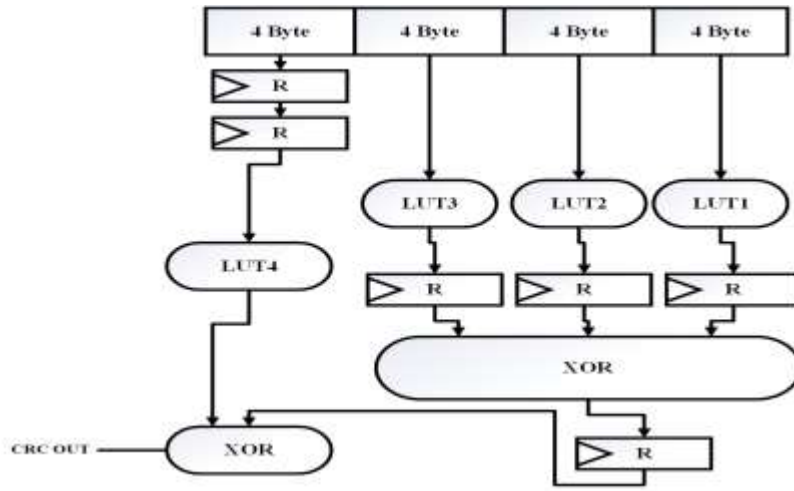 4 Byte 4 Byte 4 Byte 4 Byte
R
R
LUT3 LUT2 LUT1
LUT4
R R R
XOR
CRC OUT XOR
R